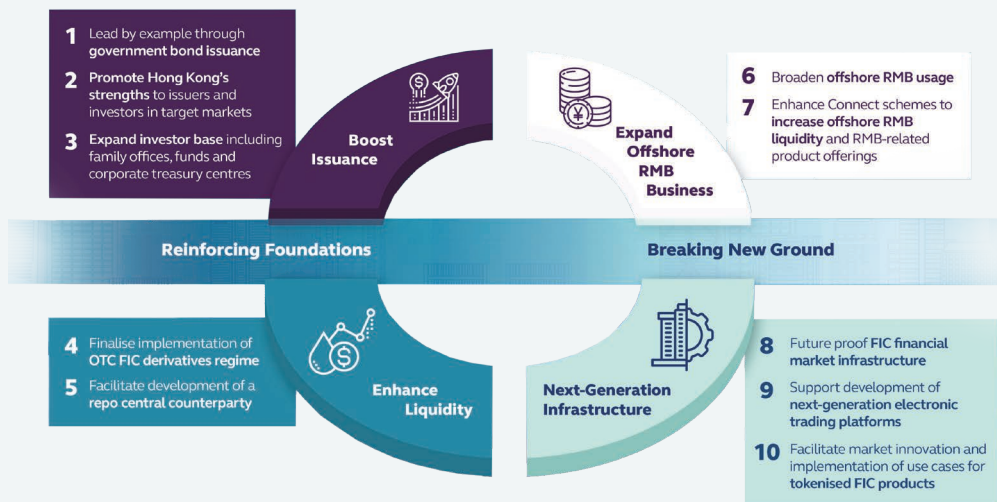 1 Lead by example through
government bond issuance
2 Promote Hong Kong's
strengths to issuers and
investors in target markets
3 Expand investor base including
family offices, funds and
corporate treasury centres
Boost
Issuance
Expand
Offshore
RMB
Business
6 Broaden offshore RMB usage
7 Enhance Connect schemes to
increase offshore RMB
liquidity and RMB-related
product offerings
Reinforcing Foundations
Breaking New Ground
4 Finalise implementation of
OTC FIC derivatives regime
5 Facilitate development of a
repo central counterparty
Enhance
Liquidity
Next-Generation
Infrastructure
8 Future proof FIC financial
market infrastructure
9 Support development of
next-generation electronic
trading platforms
10 Facilitate market innovation and
implementation of use cases for
tokenised FIC products